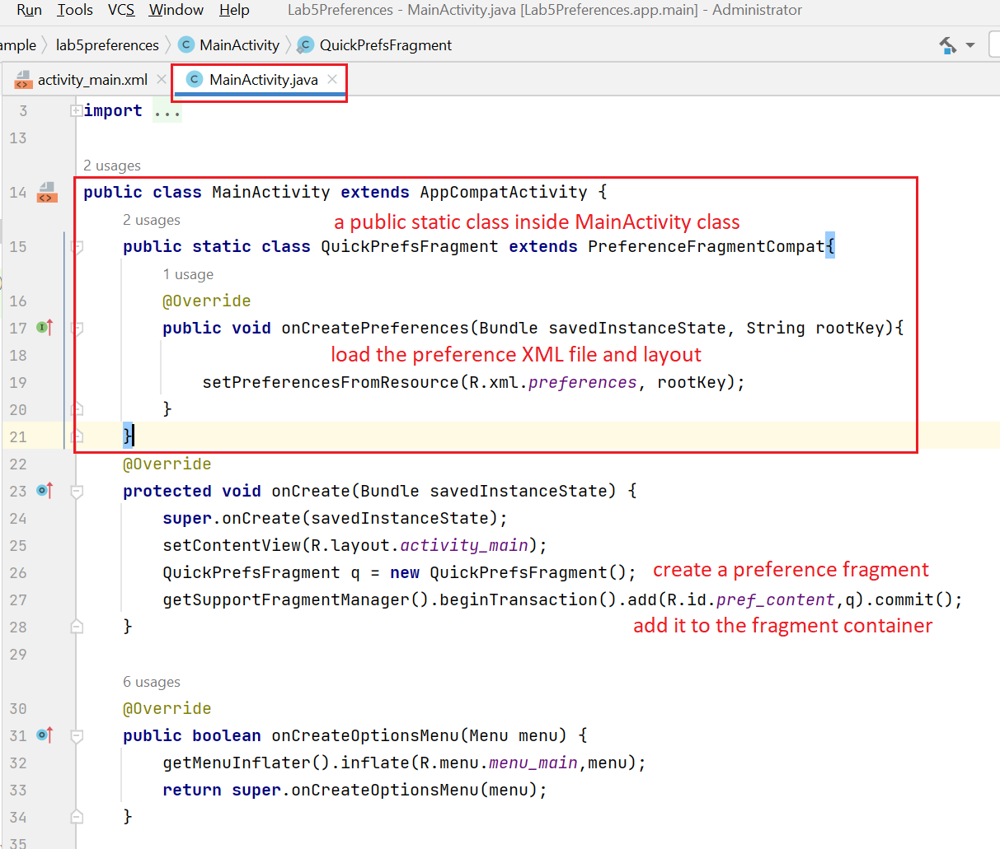 Run Tools VCS Window Help Lab5Preferences - MainActivity.java [Lab5Preferences.app.main] - Administrator
ample lab5preferences C MainActivity C QuickPrefsFragment
activity_main.xml C MainActivity.java
3 import ...
13
2 usages
14 public class MainActivity extends AppCompatActivity {
2 usages a public static class inside MainActivity class
15 public static class QuickPrefsFragment extends PreferenceFragmentCompat{
1 usage
16 @Override
17 public void onCreatePreferences(Bundle savedInstanceState, String rootKey){
18 load the preference XML file and layout
19 setPreferencesFromResource(R.xml.preferences, rootKey);
20 }
21 }
22 @Override
23 protected void onCreate(Bundle savedInstanceState) {
24 super.onCreate(savedInstanceState);
25 setContentView(R.layout.activity_main);
26 QuickPrefsFragment q = new QuickPrefsFragment(); create a preference fragment
27 getSupportFragmentManager().beginTransaction().add(R.id.pref_content,q).commit();
28 } add it to the fragment container
29
6 usages
30 @Override
31 public boolean onCreateOptionsMenu(Menu menu) {
32 getMenuInflater().inflate(R.menu.menu_main,menu);
33 return super.onCreateOptionsMenu(menu);
34 }
35